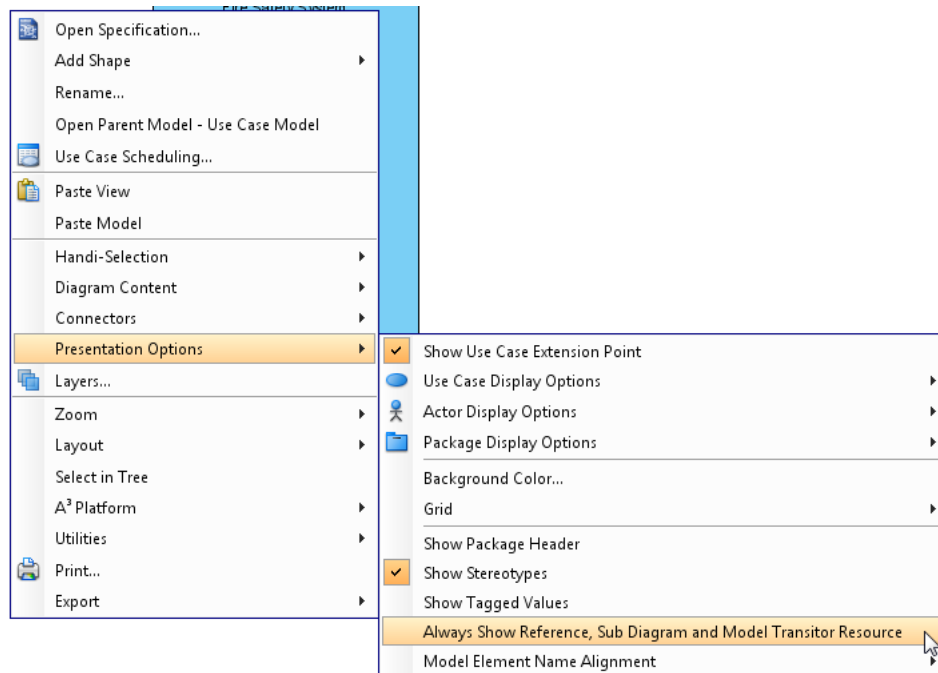 Fire Safety System
Open Specification...
Add Shape
Rename...
Open Parent Model - Use Case Model
Use Case Scheduling...
Paste View
Paste Model
Handi-Selection
Diagram Content
Connectors
Presentation Options
Layers...
Zoom
Layout
Select in Tree
A³ Platform
Utilities
Print...
Export
Show Use Case Extension Point
Use Case Display Options
Actor Display Options
Package Display Options
Background Color...
Grid
Show Package Header
Show Stereotypes
Show Tagged Values
Always Show Reference, Sub Diagram and Model Transitor Resource
Model Element Name Alignment